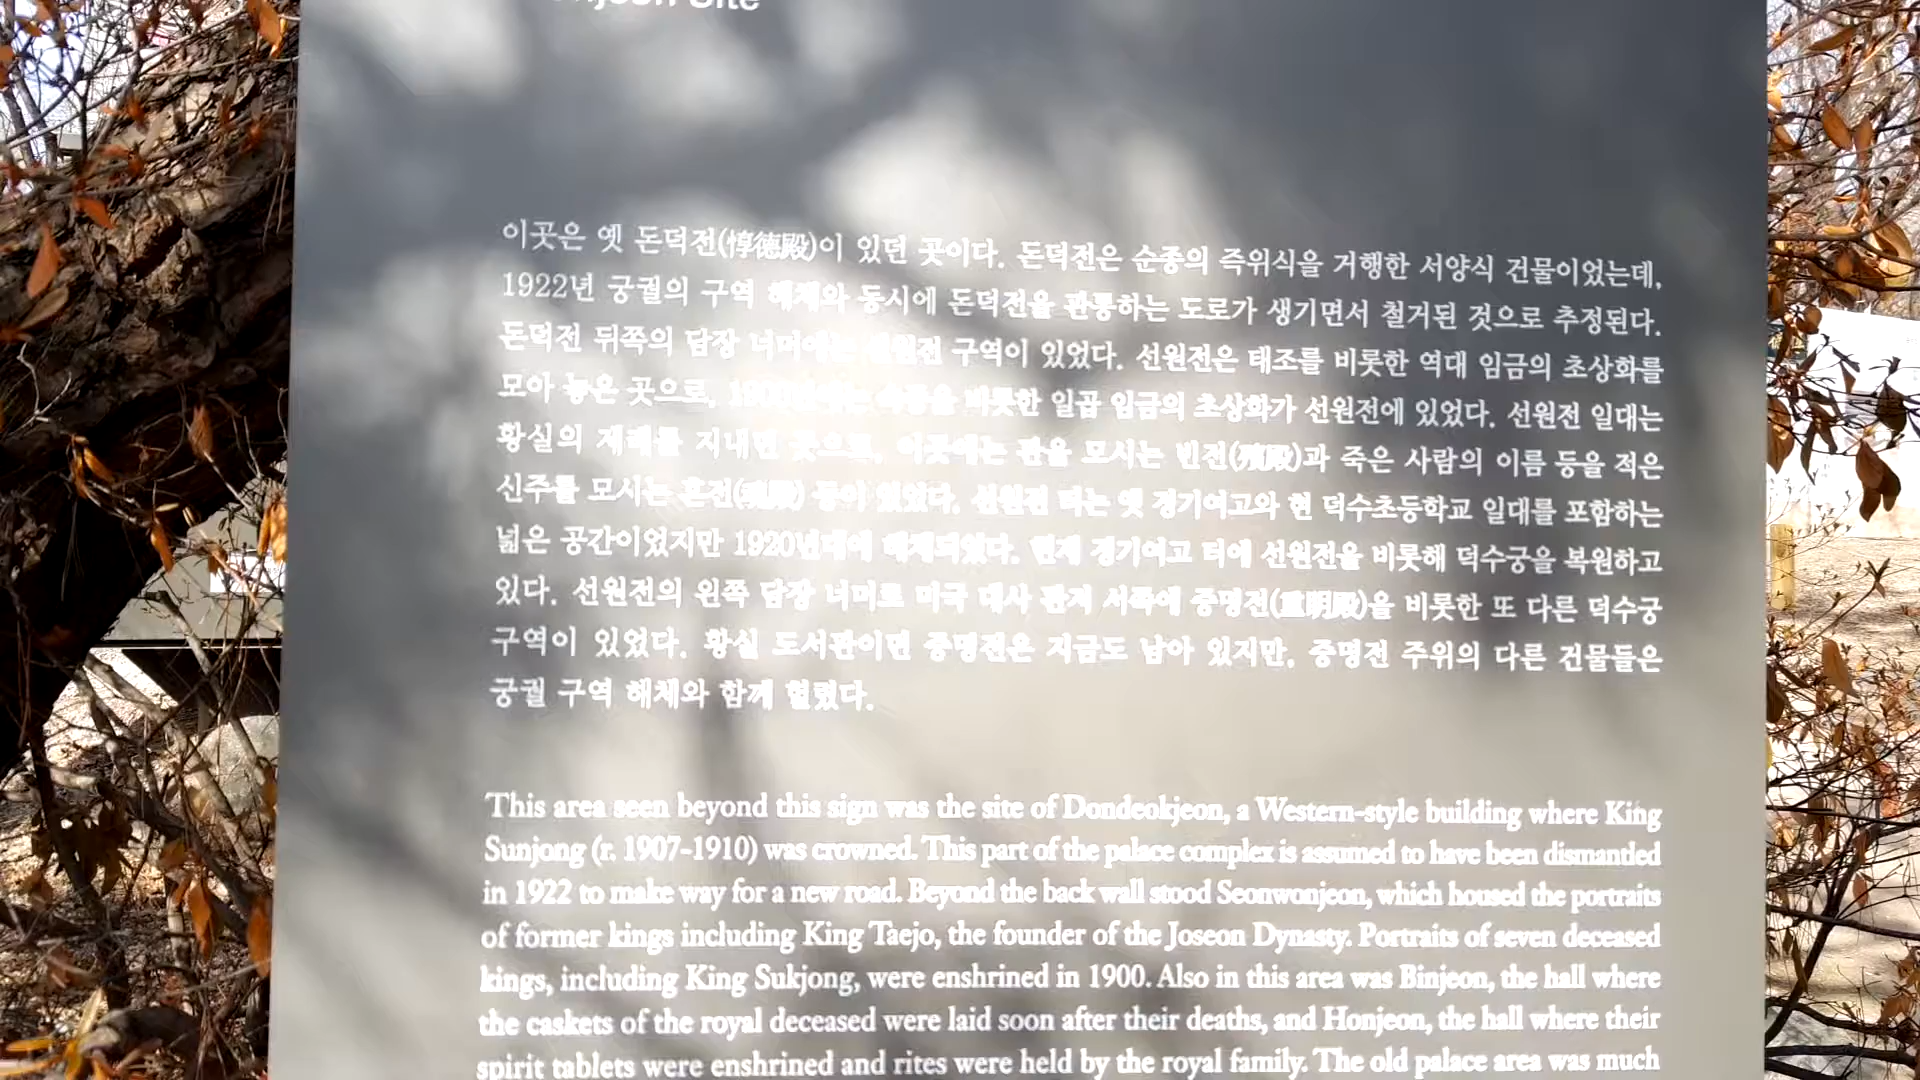 Site
이곳은 옛 돈덕전(惇德殿)이 있던 곳이다. 돈덕전은 순종의 즉위식을 거행한 서양식 건물이었는데,
1922년 궁궐의 구역 해체와 동시에 돈덕전을 관통하는 도로가 생기면서 철거된 것으로 추정된다.
돈덕전 뒤쪽의 담장 너머에는 선원전 구역이 있었다. 선원전은 태조를 비롯한 역대 임금의 초상화를
모아 놓은 곳으로, 비롯한 일곱 임금의 초상화가 선원전에 있었다. 선원전 일대는
황실의 제례를 지내던 곳으로, 이곳에는 관을 모시는 빈전(殯殿)과 죽은 사람의 이름 등을 적은
신주를 모시는 혼전(魂殿) 등이 있었다. 선원전 터는 옛 경기여고와 현 덕수초등학교 일대를 포함하는
넓은 공간이었지만 1920년대에 해체되었다. 현재 경기여고 터에 선원전을 비롯해 덕수궁을 복원하고
있다. 선원전의 왼쪽 담장 너머로 미국 대사 관저 서쪽에 중명전(重明殿)을 비롯한 또 다른 덕수궁
구역이 있었다. 황실 도서관이던 중명전은 지금도 남아 있지만, 중명전 주위의 다른 건물들은
궁궐 구역 해체와 함께 헐렸다.
This area seen beyond this sign was the site of Dondeokjeon, a Western-style building where King
Sunjong (r. 1907-1910) was crowned. This part of the palace complex is assumed to have been dismantled
in 1922 to make way for a new road. Beyond the back wall stood Seonwonjeon, which housed the portraits
of former kings including King Taejo, the founder of the Joseon Dynasty. Portraits of seven deceased
kings, including King Sukjong, were enshrined in 1900. Also in this area was Binjeon, the hall where
the caskets of the royal deceased were laid soon after their deaths, and Honjeon, the hall where their
spirit tablets were enshrined and rites were held by the royal family. The old palace area was much